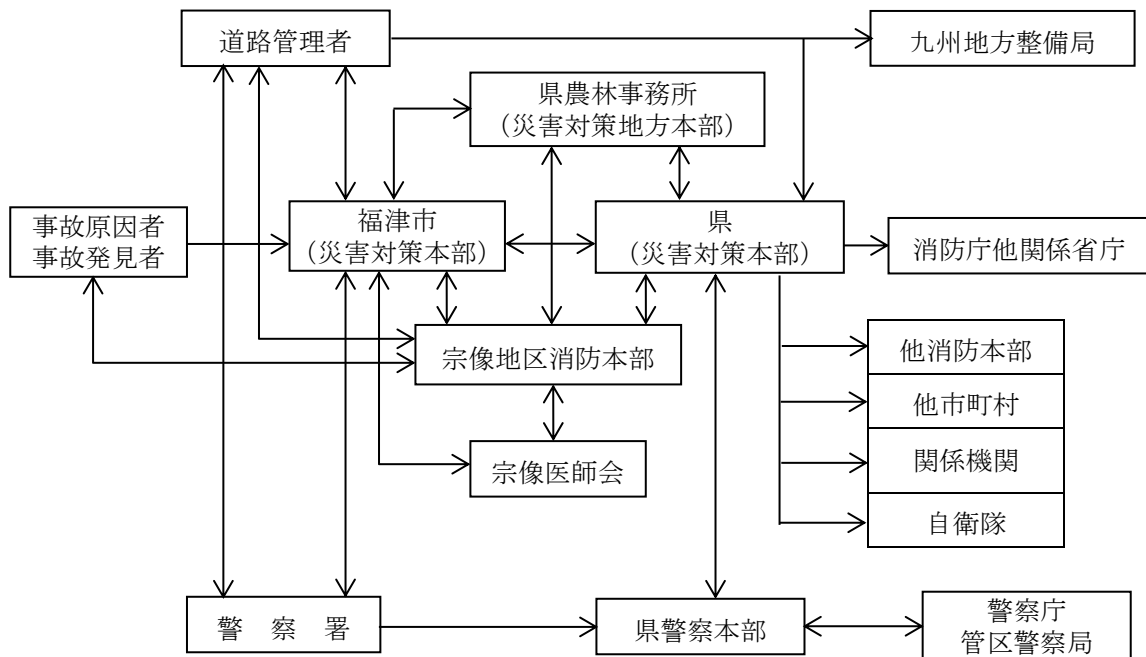 道路管理者
九州地方整備局
県農林事務所
（災害対策地方本部）
事故原因者
事故発見者
福津市
（災害対策本部）
県
（災害対策本部）
消防庁他関係省庁
宗像地区消防本部
他消防本部
他市町村
関係機関
自衛隊
宗像医師会
警　察　署
県警察本部
警察庁
管区警察局